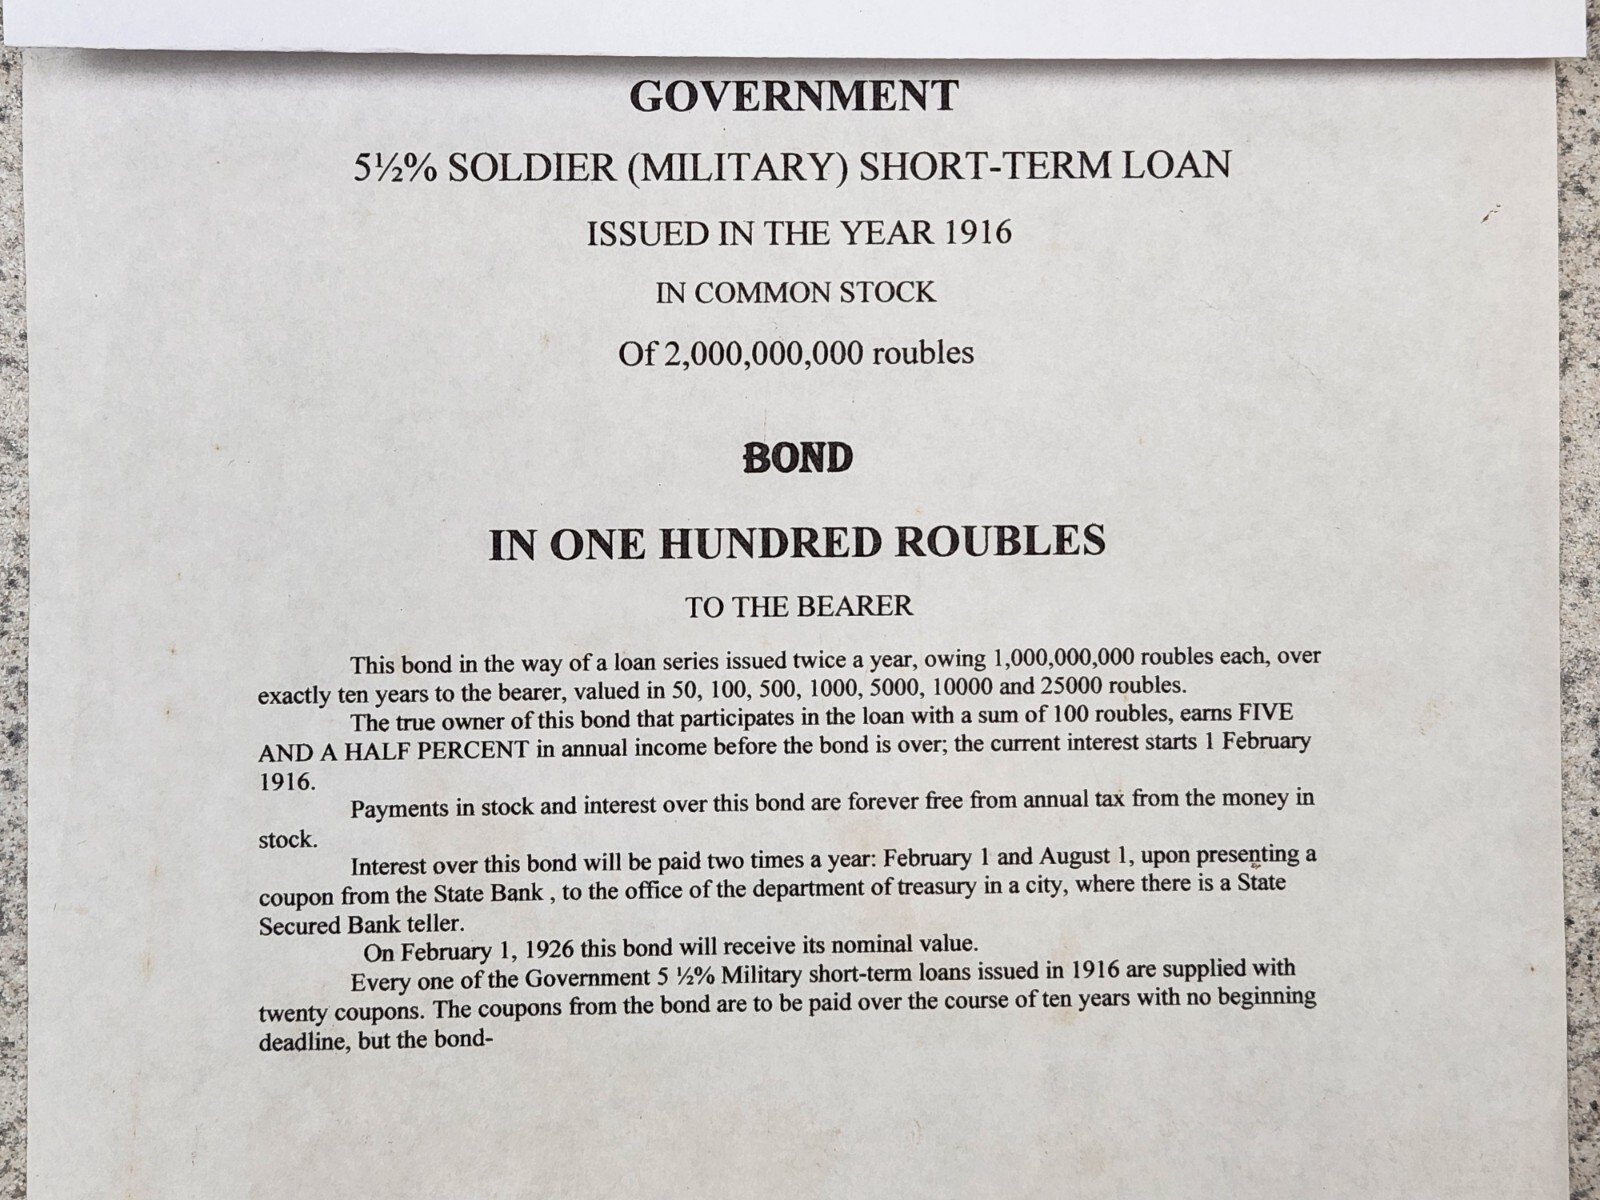 GOVERNMENT
5½% SOLDIER (MILITARY) SHORT-TERM LOAN
ISSUED IN THE YEAR 1916
IN COMMON STOCK
Of 2,000,000,000 roubles
BOND
IN ONE HUNDRED ROUBLES
TO THE BEARER
This bond in the way of a loan series issued twice a year, owing 1,000,000,000 roubles each, over
exactly ten years to the bearer, valued in 50, 100, 500, 1000, 5000, 10000 and 25000 roubles.
The true owner of this bond that participates in the loan with a sum of 100 roubles, earns FIVE
AND A HALF PERCENT in annual income before the bond is over; the current interest starts 1 February
1916.
Payments in stock and interest over this bond are forever free from annual tax from the money in
stock.
Interest over this bond will be paid two times a year: February 1 and August 1, upon presenting a
coupon from the State Bank , to the office of the department of treasury in a city, where there is a State
Secured Bank teller.
On February 1, 1926 this bond will receive its nominal value.
Every one of the Government 5 ½% Military short-term loans issued in 1916 are supplied with
twenty coupons. The coupons from the bond are to be paid over the course of ten years with no beginning
deadline, but the bond-